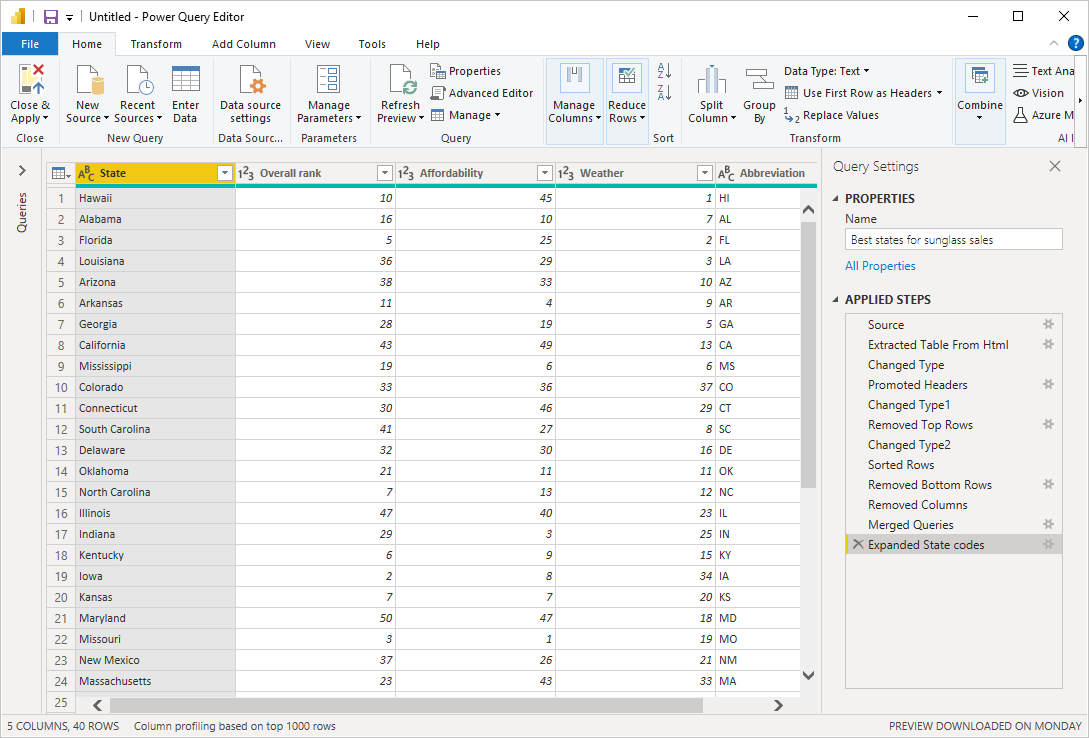 Untitled - Power Query Editor
File Home Transform Add Column View Tools Help
Close & Apply
Close
New Source
Recent Sources
Enter Data
New Query
Data source settings
Data Sourc...
Manage Parameters
Parameters
Refresh Preview
Properties
Advanced Editor
Manage
Query
Manage Columns
Reduce Rows
Sort
Split Column
Group By
Data Type: Text
Use First Row as Headers
Replace Values
Transform
Combine
Text Ana
Vision
Azure M
AI I
Queries
State Overall rank Affordability Weather Abbreviation
1 Hawaii 10 45 1 HI
2 Alabama 16 10 7 AL
3 Florida 5 25 2 FL
4 Louisiana 36 29 3 LA
5 Arizona 38 33 10 AZ
6 Arkansas 11 4 9 AR
7 Georgia 28 19 5 GA
8 California 43 49 13 CA
9 Mississippi 19 6 6 MS
10 Colorado 33 36 37 CO
11 Connecticut 30 46 29 CT
12 South Carolina 41 27 8 SC
13 Delaware 32 30 16 DE
14 Oklahoma 21 11 11 OK
15 North Carolina 7 13 12 NC
16 Illinois 47 40 23 IL
17 Indiana 29 3 25 IN
18 Kentucky 6 9 15 KY
19 Iowa 2 8 34 IA
20 Kansas 7 7 20 KS
21 Maryland 50 47 18 MD
22 Missouri 3 1 19 MO
23 New Mexico 37 26 21 NM
24 Massachusetts 23 43 33 MA
25
Query Settings
PROPERTIES
Name
Best states for sunglass sales
All Properties
APPLIED STEPS
Source
Extracted Table From Html
Changed Type
Promoted Headers
Changed Type1
Removed Top Rows
Changed Type2
Sorted Rows
Removed Bottom Rows
Removed Columns
Merged Queries
Expanded State codes
5 COLUMNS, 40 ROWS Column profiling based on top 1000 rows PREVIEW DOWNLOADED ON MONDAY